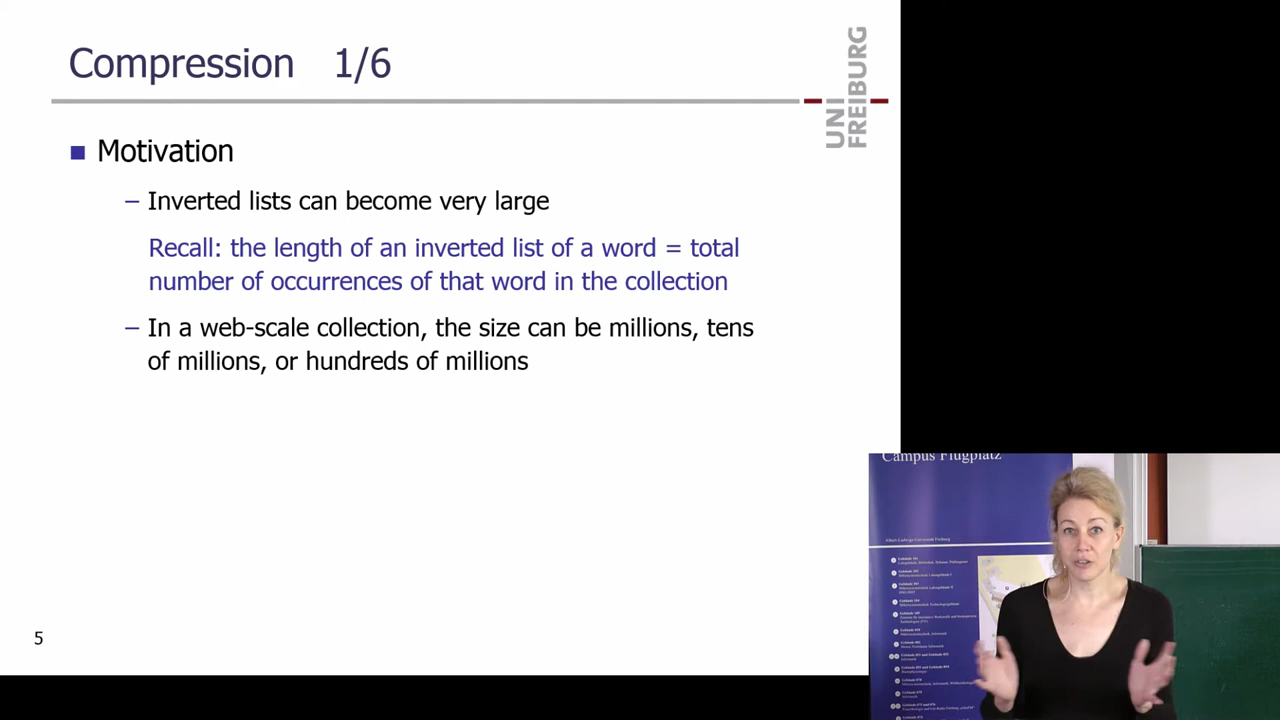 Compression 1/6
UNI
FREIBURG
■ Motivation
– Inverted lists can become very large
Recall: the length of an inverted list of a word = total
number of occurrences of that word in the collection
– In a web-scale collection, the size can be millions, tens
of millions, or hundreds of millions
5
Campus Flugplatz
Albert-Ludwigs-Universität Freiburg